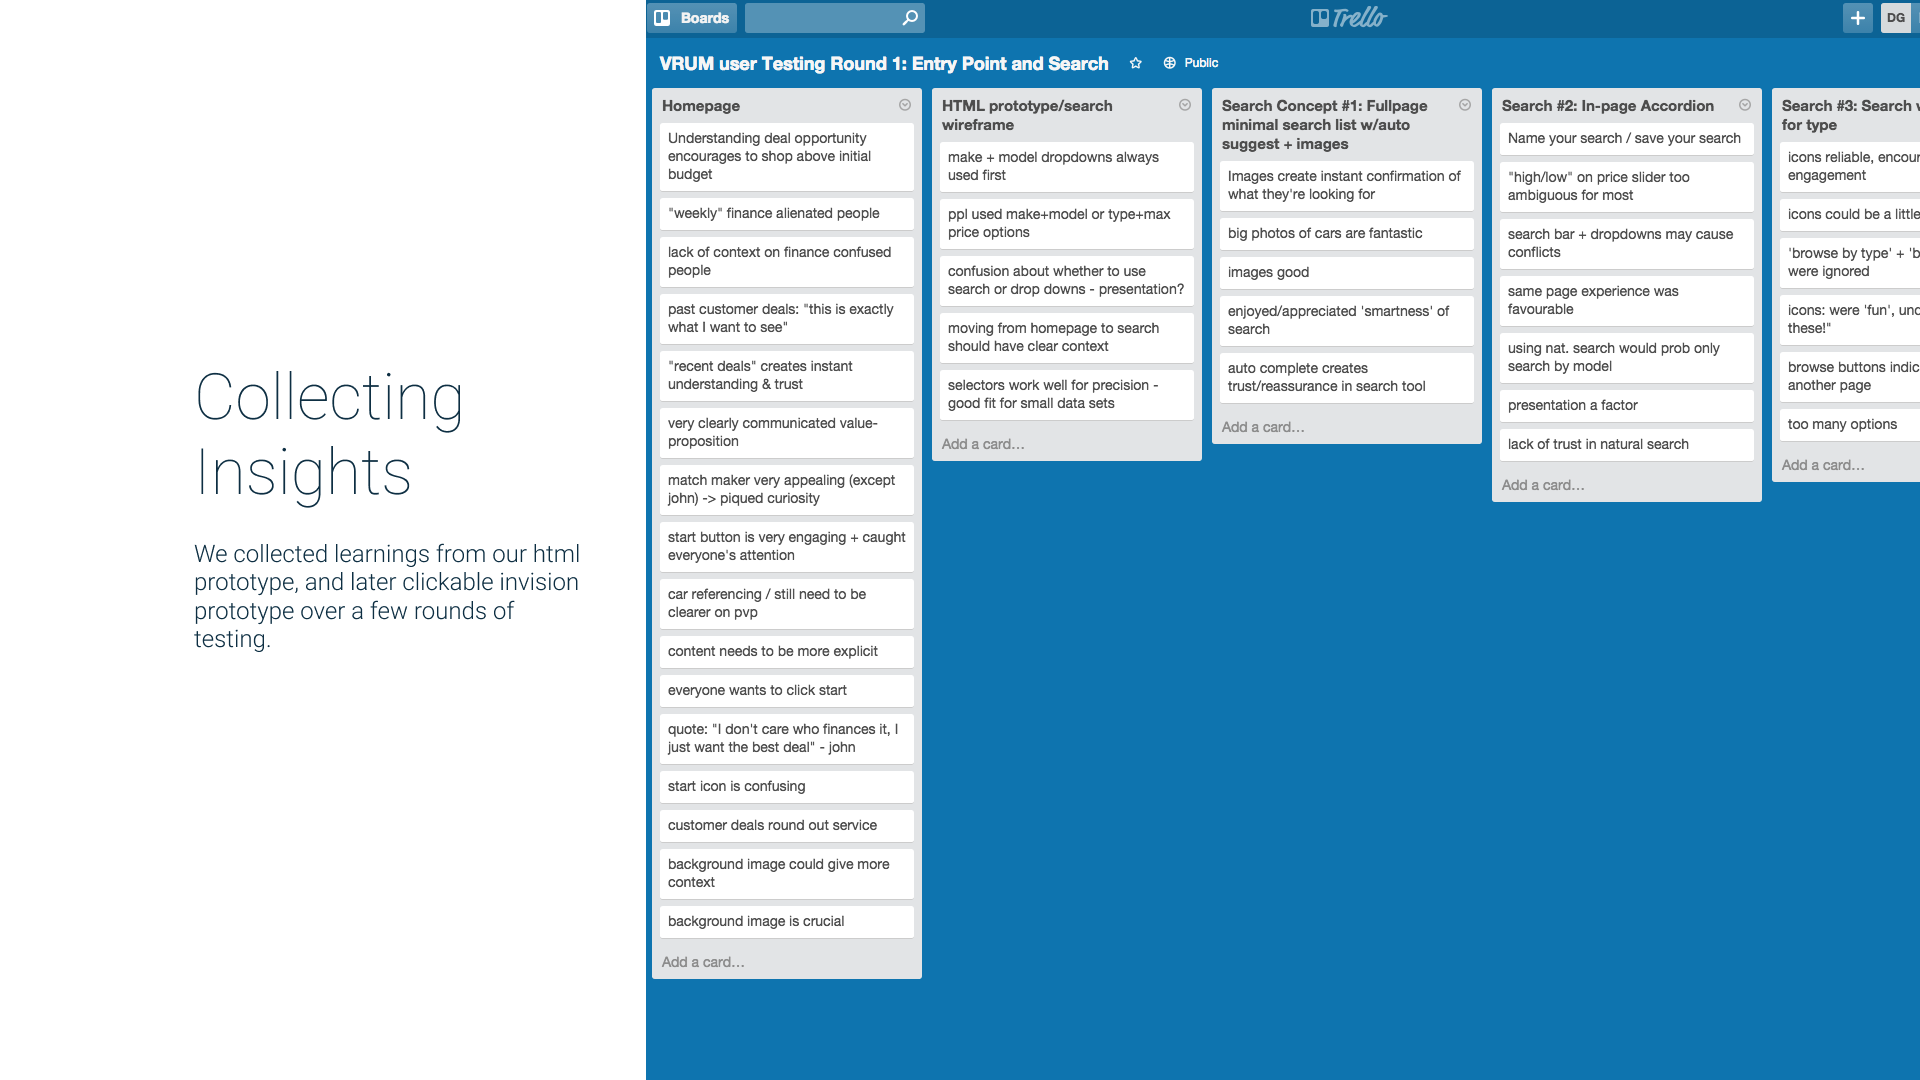 Collecting
Insights
We collected learnings from our html
prototype, and later clickable invision
prototype over a few rounds of
testing.
Boards
Trello
DG
VRUM user Testing Round 1: Entry Point and Search
Public
Homepage
Understanding deal opportunity
encourages to shop above initial
budget
"weekly" finance alienated people
lack of context on finance confused
people
past customer deals: "this is exactly
what I want to see"
"recent deals" creates instant
understanding & trust
very clearly communicated value-
proposition
match maker very appealing (except
john) -> piqued curiosity
start button is very engaging + caught
everyone's attention
car referencing / still need to be
clearer on pvp
content needs to be more explicit
everyone wants to click start
quote: "I don't care who finances it, I
just want the best deal" - john
start icon is confusing
customer deals round out service
background image could give more
context
background image is crucial
Add a card…
HTML prototype/search
wireframe
make + model dropdowns always
used first
ppl used make+model or type+max
price options
confusion about whether to use
search or drop downs - presentation?
moving from homepage to search
should have clear context
selectors work well for precision -
good fit for small data sets
Add a card…
Search Concept #1: Fullpage
minimal search list w/auto
suggest + images
Images create instant confirmation of
what they're looking for
big photos of cars are fantastic
images good
enjoyed/appreciated 'smartness' of
search
auto complete creates
trust/reassurance in search tool
Add a card…
Search #2: In-page Accordion
Name your search / save your search
"high/low" on price slider too
ambiguous for most
search bar + dropdowns may cause
conflicts
same page experience was
favourable
using nat. search would prob only
search by model
presentation a factor
lack of trust in natural search
Add a card…
Search #3: Search
for type
icons reliable,
engagement
icons could be a little
'browse by type' +
were ignored
icons: were 'fun',
these!"
browse buttons
another page
too many options
Add a card…